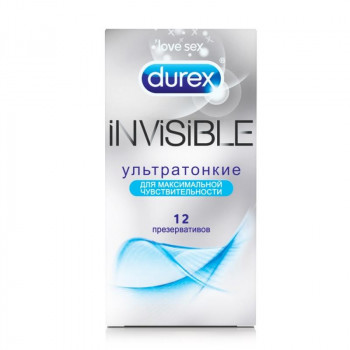 love sex
durex
iNViSiBLE
ультратонкие
ДЛЯ МАКСИМАЛЬНОЙ
ЧУВСТВИТЕЛЬНОСТИ
12
презервативов